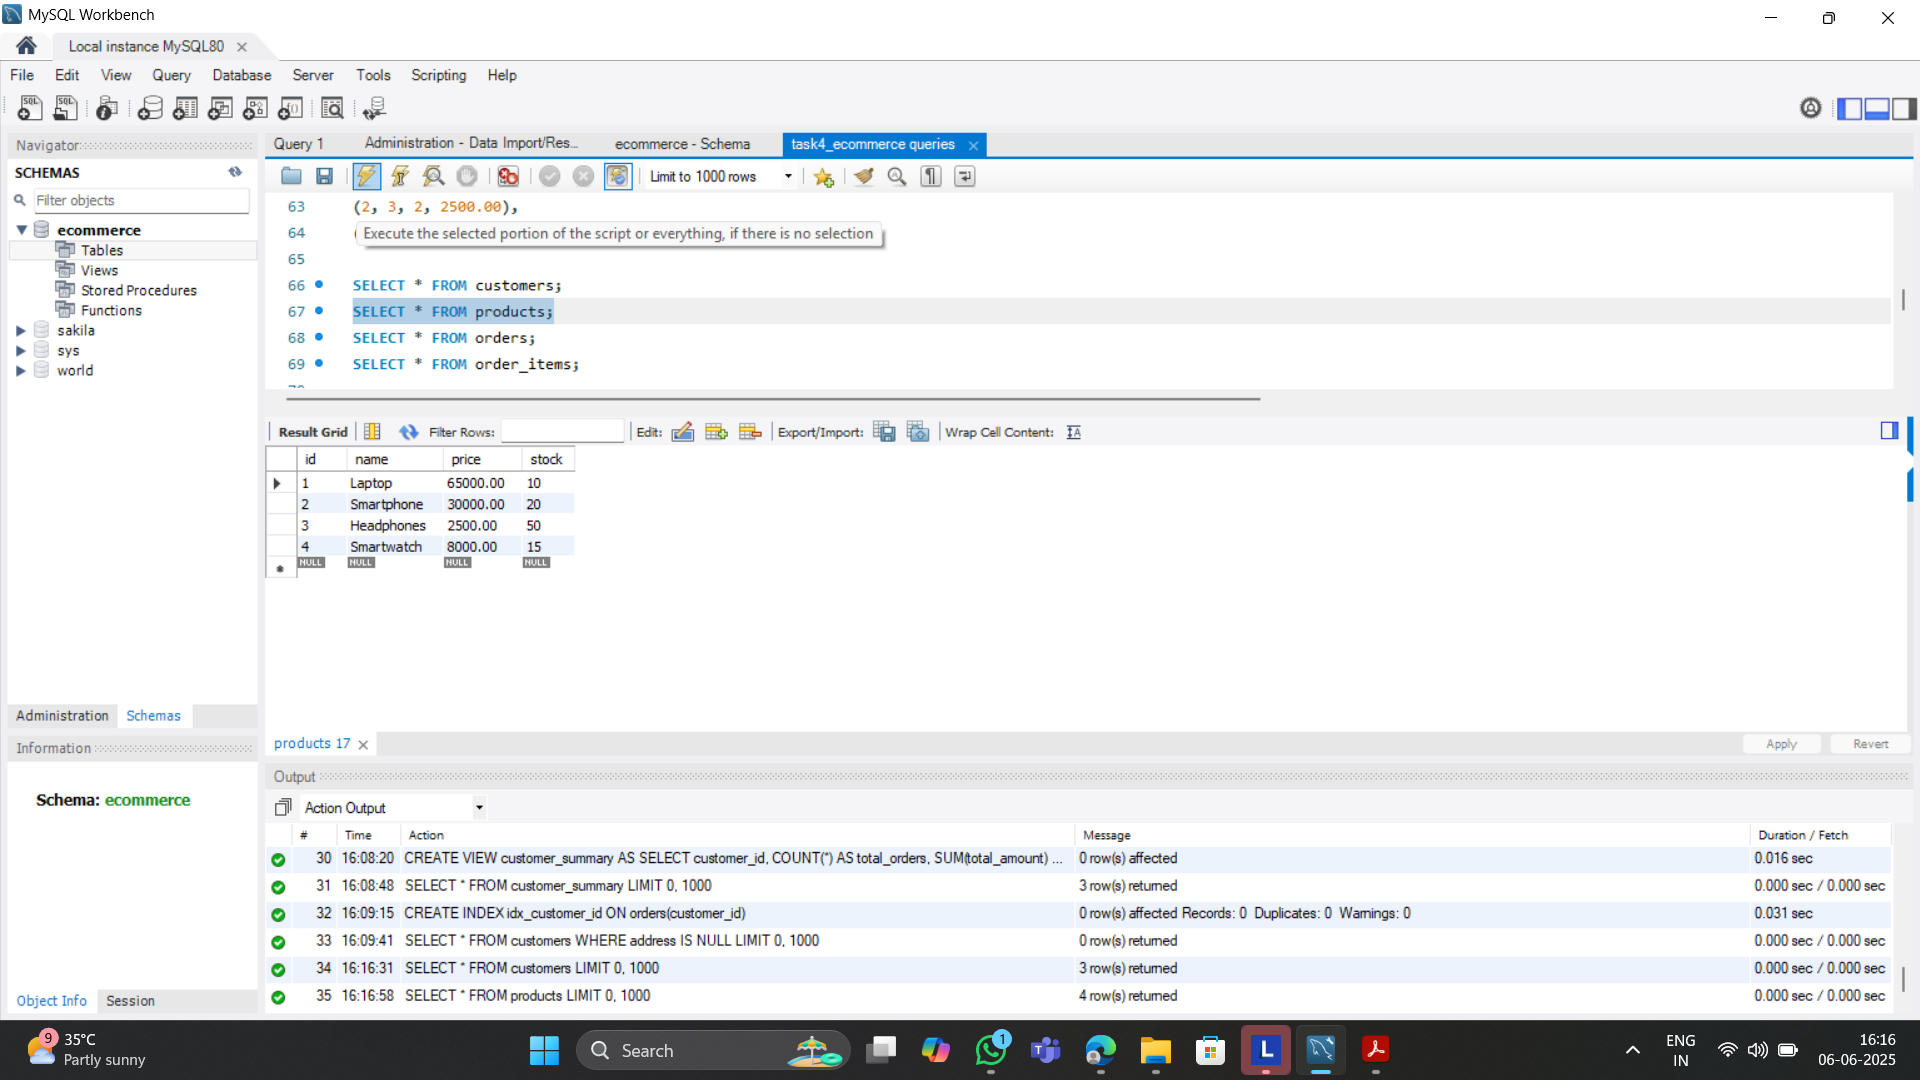 MySQL Workbench
Local instance MySQL80
File Edit View Query Database Server Tools Scripting Help
Navigator
SCHEMAS
Filter objects
ecommerce
Tables
Views
Stored Procedures
Functions
sakila
sys
world
Administration Schemas
Information
Schema: ecommerce
Object Info Session
Query 1 Administration - Data Import/Res... ecommerce - Schema task4_ecommerce queries
Limit to 1000 rows
63 (2, 3, 2, 2500.00),
64 (
Execute the selected portion of the script or everything, if there is no selection
65
66 SELECT * FROM customers;
67 SELECT * FROM products;
68 SELECT * FROM orders;
69 SELECT * FROM order_items;
Result Grid Filter Rows: Edit: Export/Import: Wrap Cell Content:
id name price stock
1 Laptop 65000.00 10
2 Smartphone 30000.00 20
3 Headphones 2500.00 50
4 Smartwatch 8000.00 15
NULL NULL NULL NULL
products 17
Apply Revert
Output
Action Output
# Time Action Message Duration / Fetch
30 16:08:20 CREATE VIEW customer_summary AS SELECT customer_id, COUNT(*) AS total_orders, SUM(total_amount) ... 0 row(s) affected 0.016 sec
31 16:08:48 SELECT * FROM customer_summary LIMIT 0, 1000 3 row(s) returned 0.000 sec / 0.000 sec
32 16:09:15 CREATE INDEX idx_customer_id ON orders(customer_id) 0 row(s) affected Records: 0 Duplicates: 0 Warnings: 0 0.031 sec
33 16:09:41 SELECT * FROM customers WHERE address IS NULL LIMIT 0, 1000 0 row(s) returned 0.000 sec / 0.000 sec
34 16:16:31 SELECT * FROM customers LIMIT 0, 1000 3 row(s) returned 0.000 sec / 0.000 sec
35 16:16:58 SELECT * FROM products LIMIT 0, 1000 4 row(s) returned 0.000 sec / 0.000 sec
9
35°C
Partly sunny
Search
1
L
ENG
IN
16:16
06-06-2025